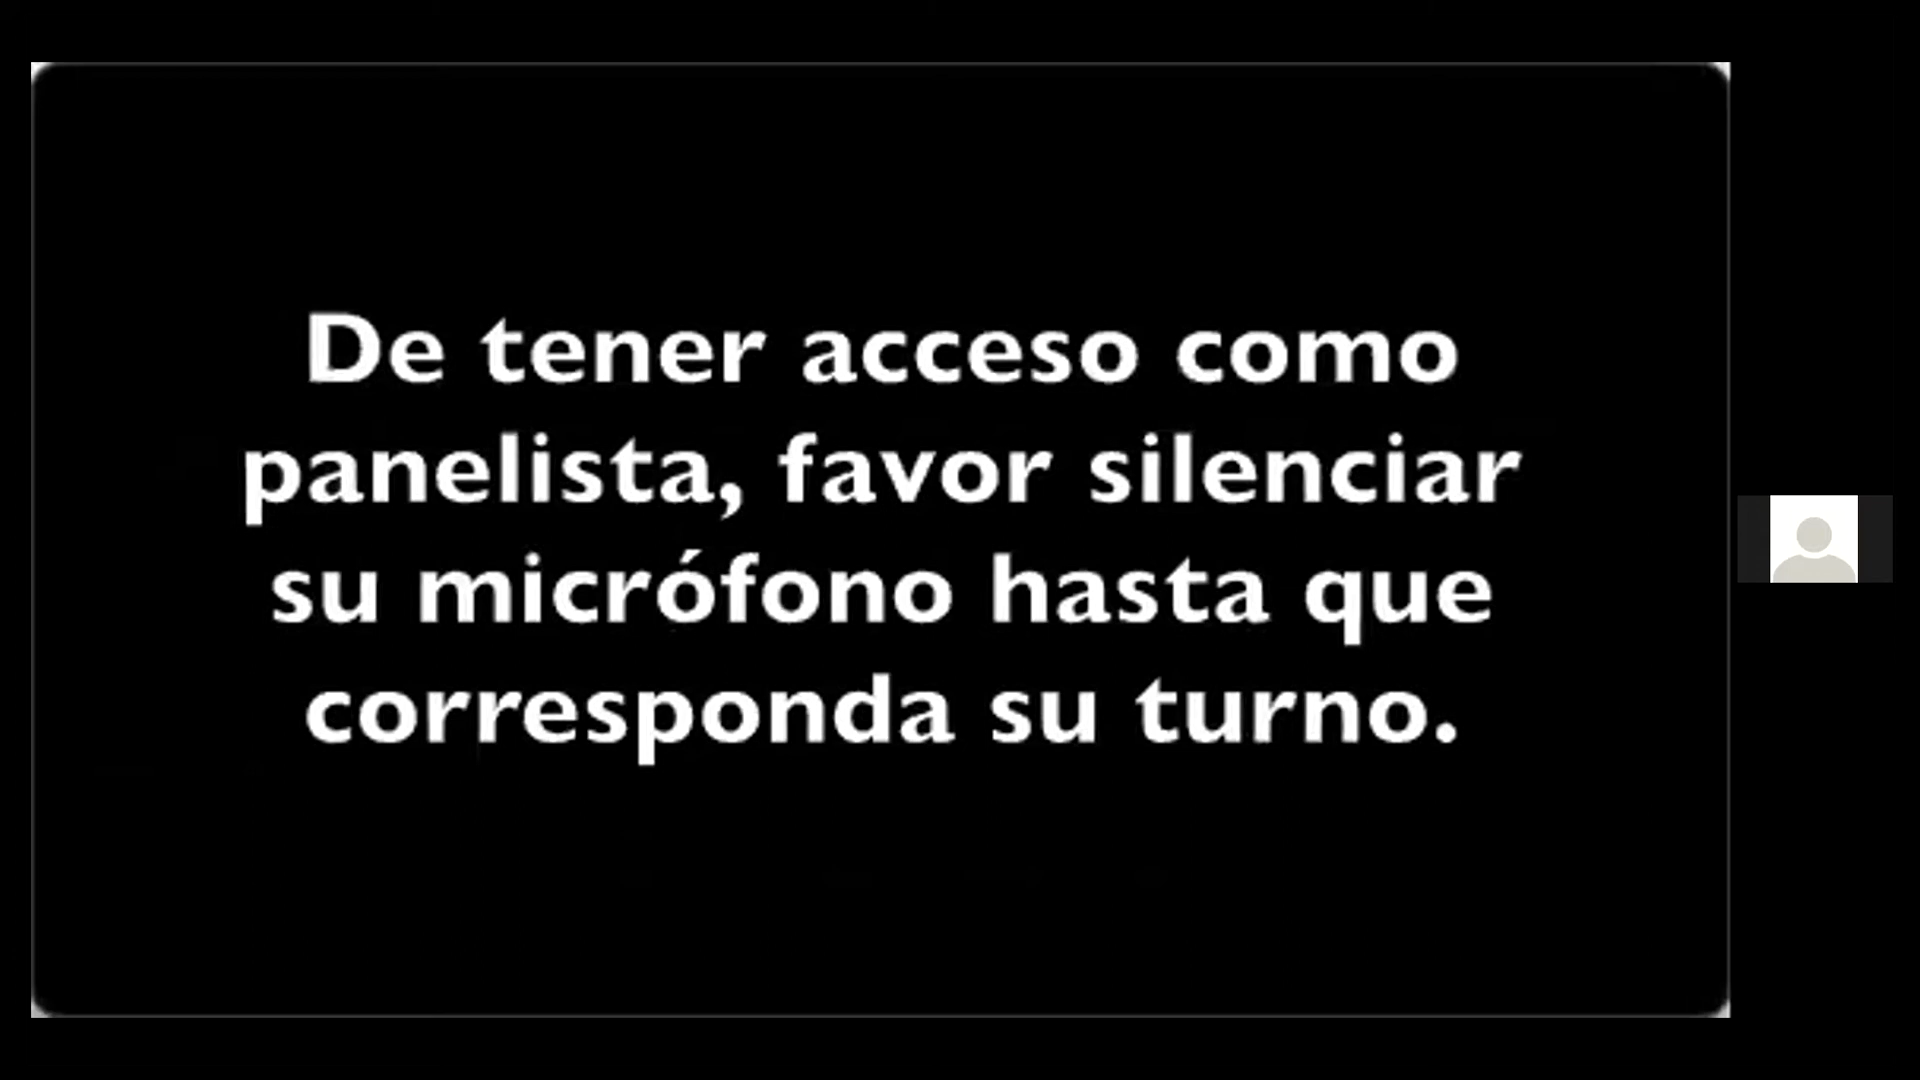 De tener acceso como
panelista, favor silenciar
su micrófono hasta que
corresponda su turno.